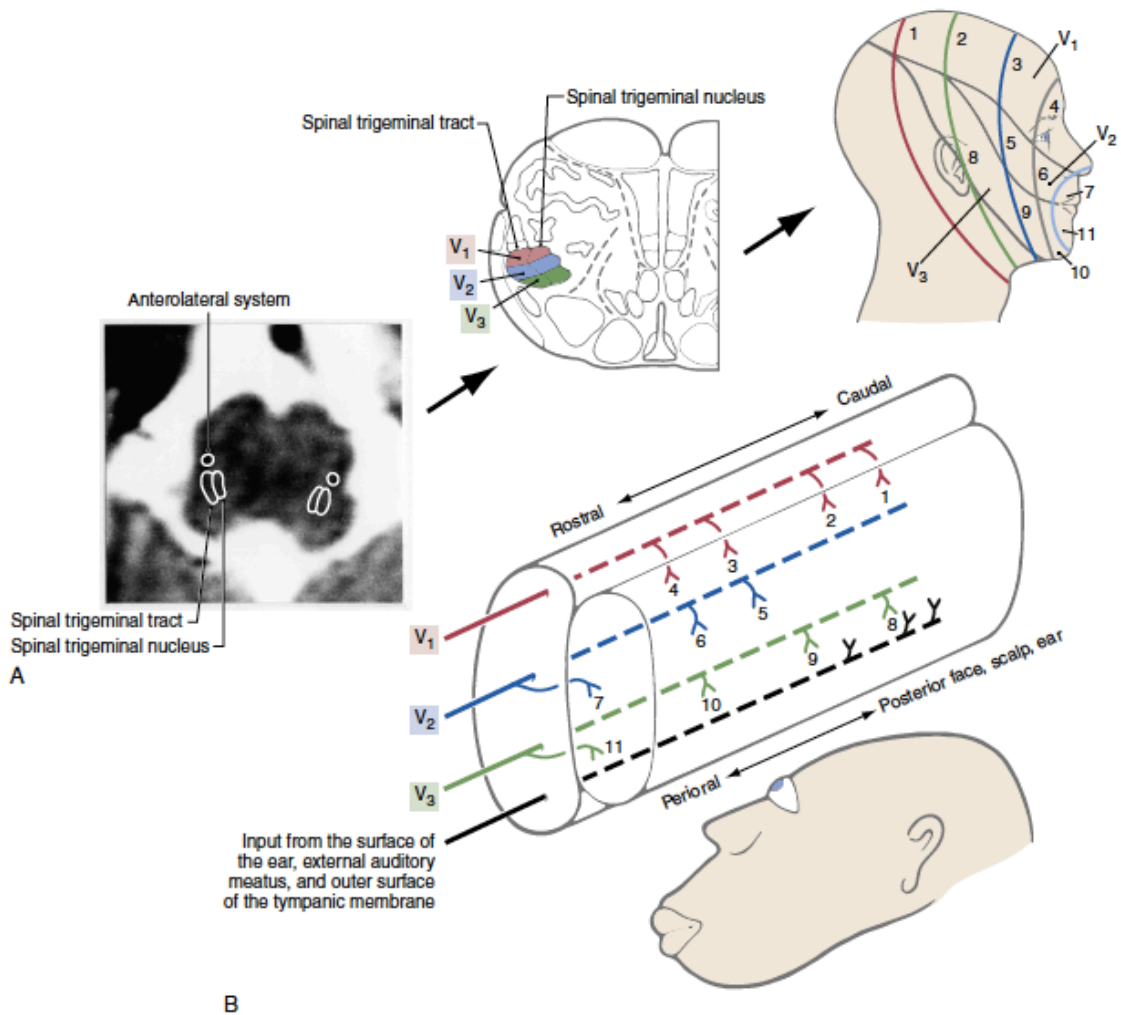 Spinal trigeminal nucleus
Spinal trigeminal tract
V1
V2
V3
1
2
3
V1
4
5
V2
8
6
7
9
11
V3
10
Anterolateral system
Spinal trigeminal tract
Spinal trigeminal nucleus
A
Caudal
Rostral
1
2
3
4
5
6
8
9
7
10
11
V1
V2
V3
Posterior face, scalp, ear
Perioral
Input from the surface of
the ear, external auditory
meatus, and outer surface
of the tympanic membrane
B